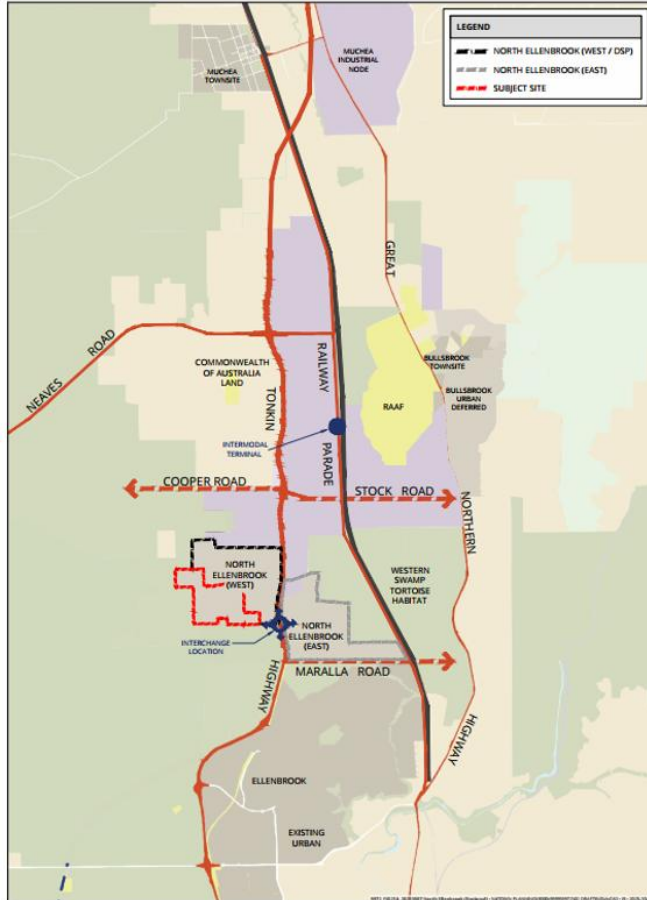 LEGEND
NORTH ELLENBROOK (WEST / DSP)
NORTH ELLENBROOK (EAST)
SUBJECT SITE
MUCHEA
TOWNSITE
MUCHEA
INDUSTRIAL
NODE
GREAT
NEAVES ROAD
COMMONWEALTH
OF AUSTRALIA
LAND
TONKIN
RAILWAY
PARADE
RAAF
BULLSBROOK
TOWNSITE
BULLSBROOK
URBAN
DEFERRED
INTERMODAL
TERMINAL
COOPER ROAD
STOCK ROAD
NORTHERN
NORTH
ELLENBROOK
(WEST)
WESTERN
SWAMP
TORTOISE
HABITAT
INTERCHANGE
LOCATION
NORTH
ELLENBROOK
(EAST)
MARALLA ROAD
HIGHWAY
HIGHWAY
ELLENBROOK
EXISTING
URBAN